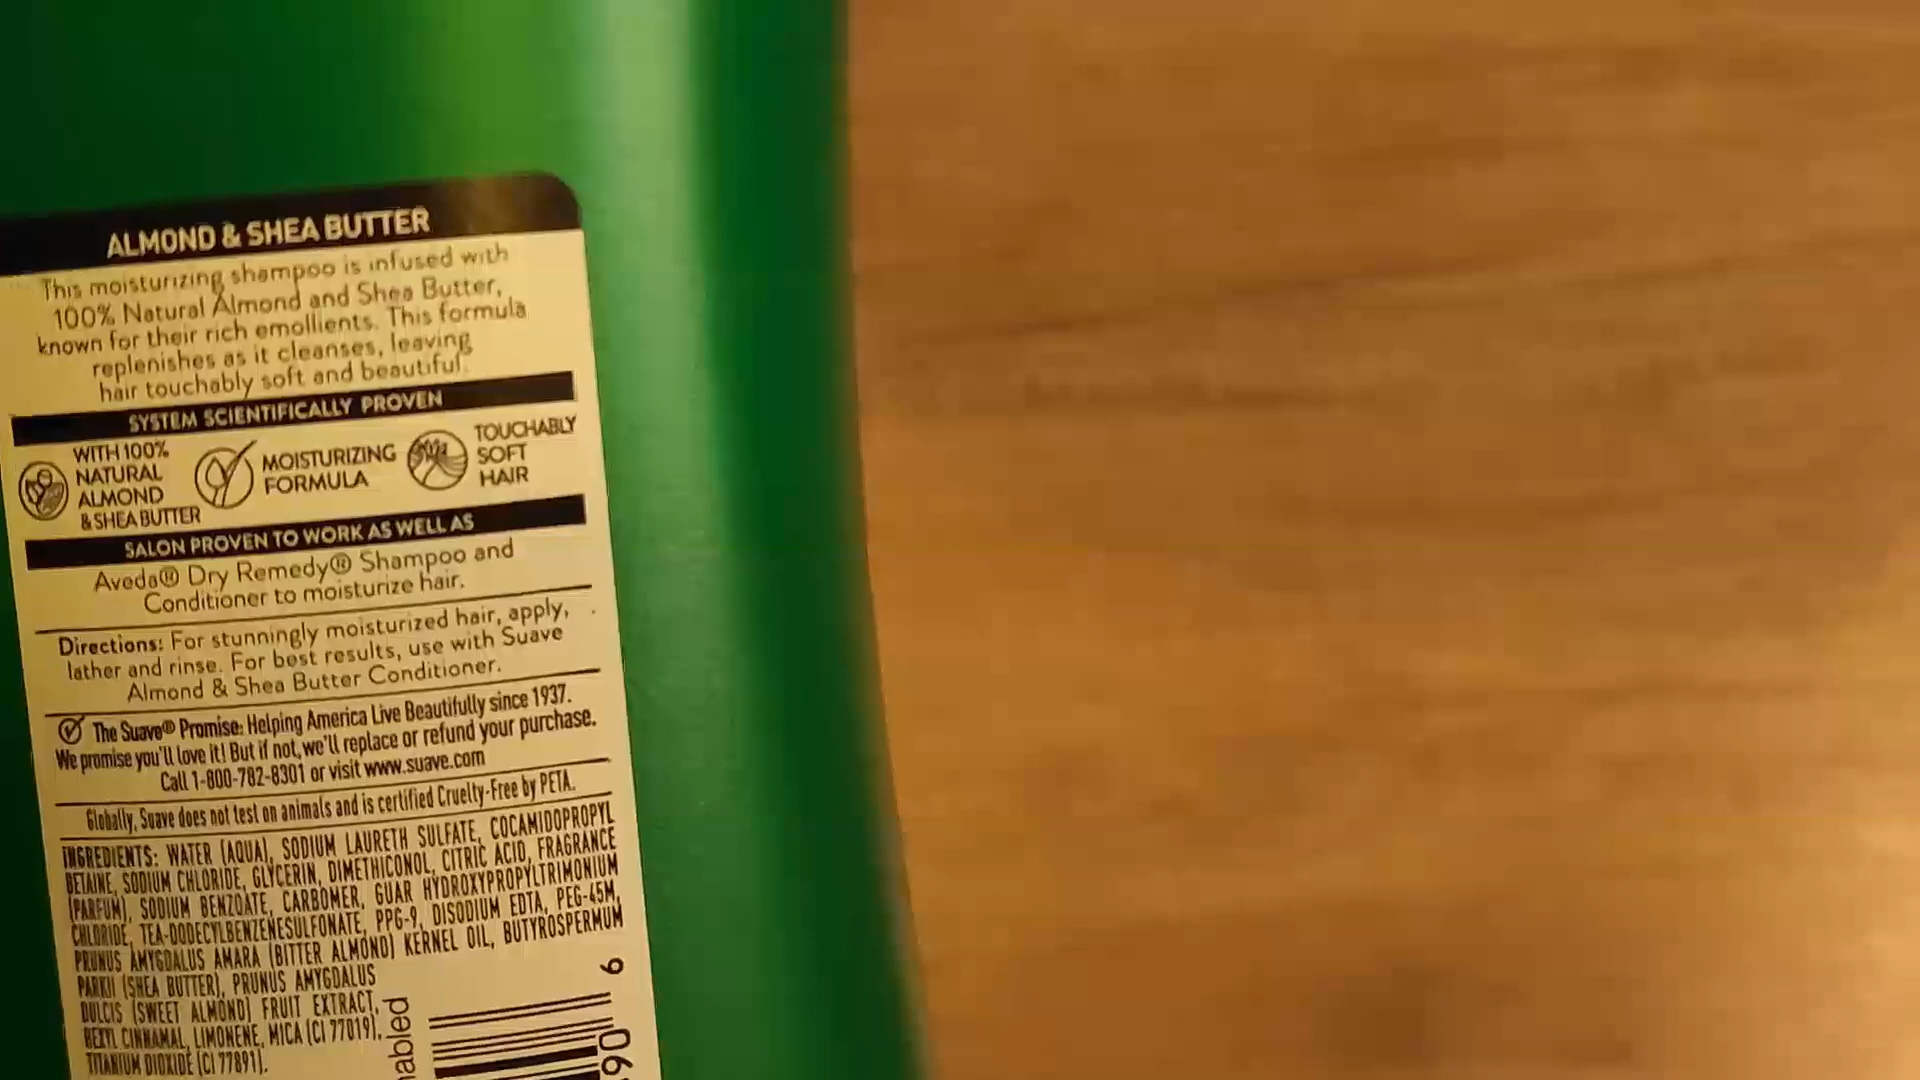 ALMOND & SHEA BUTTER
This moisturizing shampoo is infused with
100% Natural Almond and Shea Butter,
known for their rich emollients. This formula
replenishes as it cleanses, leaving
hair touchably soft and beautiful.
SYSTEM SCIENTIFICALLY PROVEN
WITH 100%
NATURAL
ALMOND
& SHEA BUTTER
MOISTURIZING
FORMULA
TOUCHABLY
SOFT
HAIR
SALON PROVEN TO WORK AS WELL AS
Aveda® Dry Remedy® Shampoo and
Conditioner to moisturize hair.
Directions: For stunningly moisturized hair, apply,
lather and rinse. For best results, use with Suave
Almond & Shea Butter Conditioner.
The Suave® Promise: Helping America Live Beautifully since 1937.
We promise you'll love it! But if not, we'll replace or refund your purchase.
Call 1-800-782-8301 or visit www.suave.com
Globally, Suave does not test on animals and is certified Cruelty-Free by PETA.
INGREDIENTS: WATER (AQUA), SODIUM LAURETH SULFATE, COCAMIDOPROPYL
BETAINE, SODIUM CHLORIDE, GLYCERIN, DIMETHICONOL, CITRIC ACID, FRAGRANCE
(PARFUM), SODIUM BENZOATE, CARBOMER, GUAR HYDROXYPROPYLTRIMONIUM
CHLORIDE, TEA-DODECYLBENZENESULFONATE, PPG-9, DISODIUM EDTA, PEG-45M,
PRUNUS AMYGDALUS AMARA (BITTER ALMOND) KERNEL OIL, BUTYROSPERMUM
PARKII (SHEA BUTTER), PRUNUS AMYGDALUS
DULCIS (SWEET ALMOND) FRUIT EXTRACT,
HEXYL CINNAMAL, LIMONENE, MICA (CI 77019),
TITANIUM DIOXIDE (CI 77891).
nabled
9
06